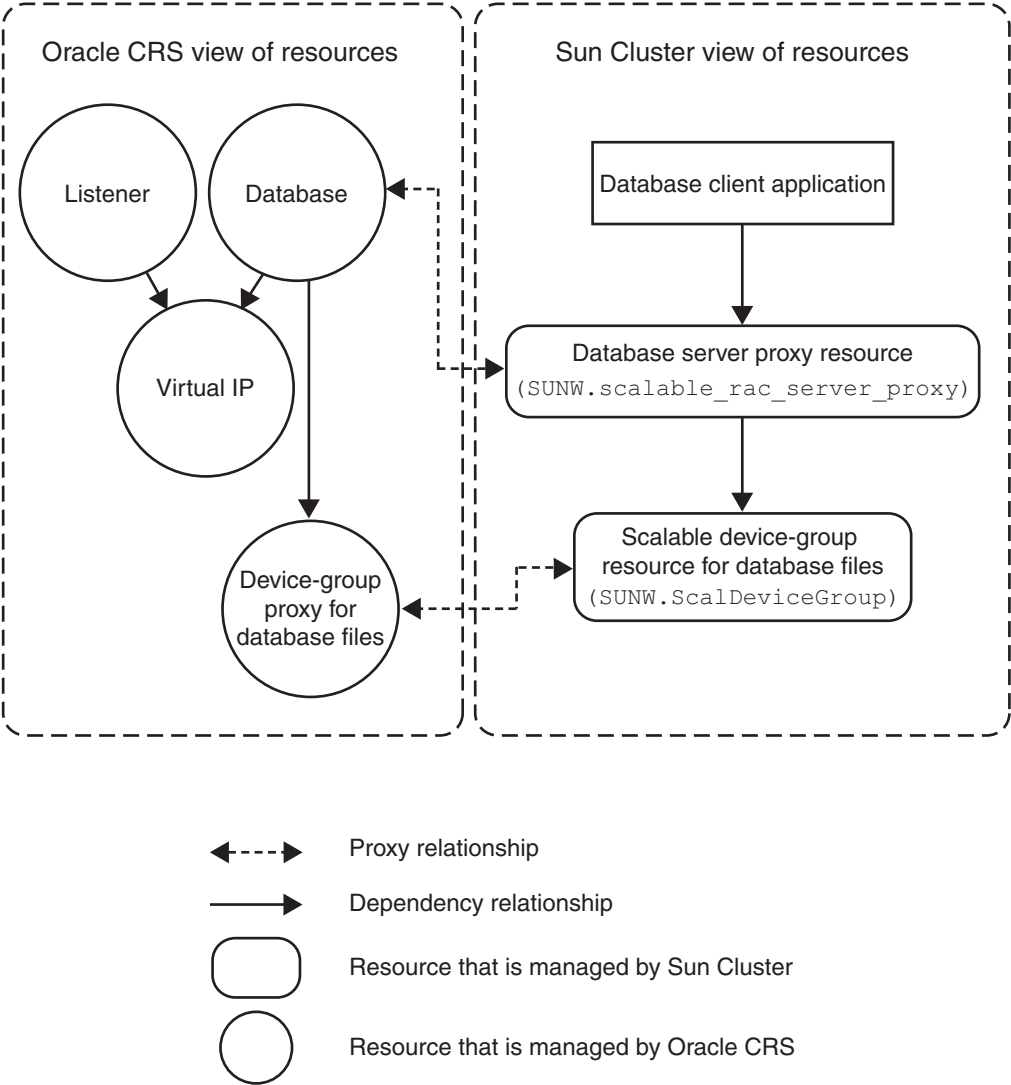 Oracle CRS view of resources
Listener
Database
Virtual IP
Device-group
proxy for
database files
Sun Cluster view of resources
Database client application
Database server proxy resource
(SUNW.scalable_rac_server_proxy)
Scalable device-group
resource for database files
(SUNW.ScalDeviceGroup)
Proxy relationship
Dependency relationship
Resource that is managed by Sun Cluster
Resource that is managed by Oracle CRS